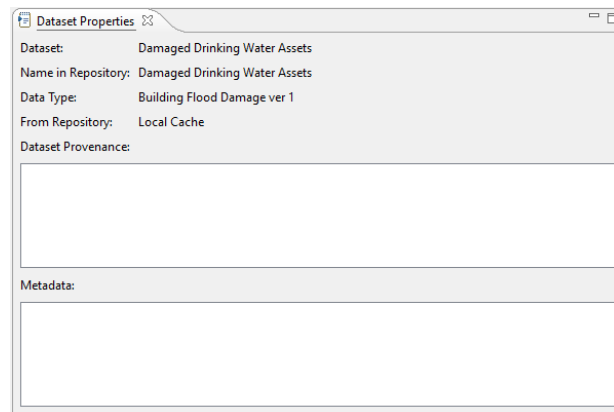 Dataset Properties
Dataset: Damaged Drinking Water Assets
Name in Repository: Damaged Drinking Water Assets
Data Type: Building Flood Damage ver 1
From Repository: Local Cache
Dataset Provenance:
Metadata: